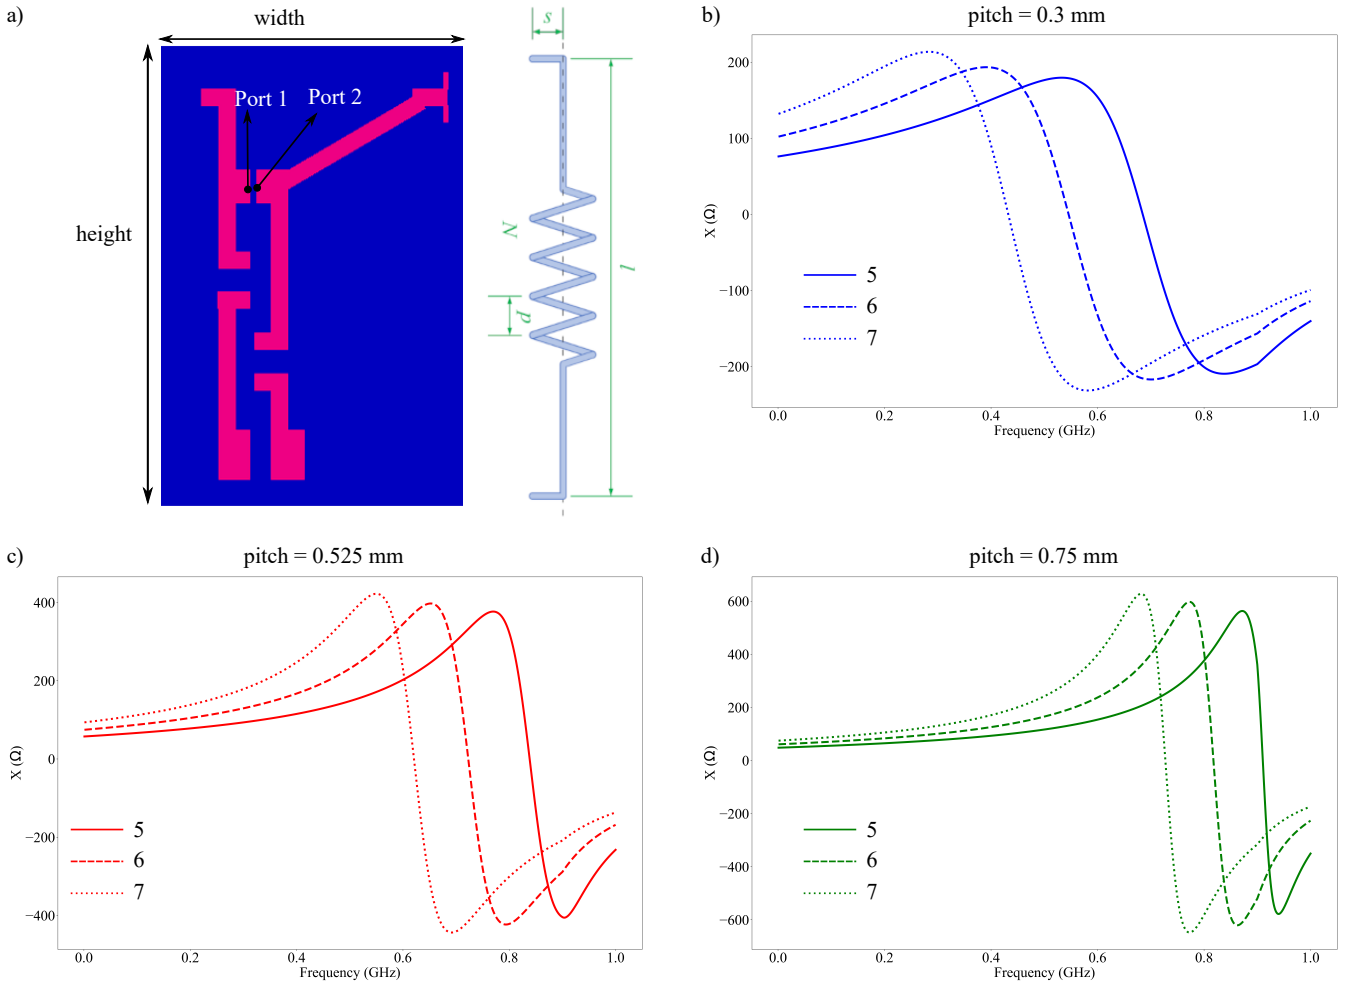 a)
width
height
Port 1
Port 2
s
N
p
l
b)
pitch = 0.3 mm
X (Ω)
200
100
0
−100
−200
5
6
7
0.0 0.2 0.4 0.6 0.8 1.0
Frequency (GHz)
c)
pitch = 0.525 mm
X (Ω)
400
200
0
−200
−400
5
6
7
0.0 0.2 0.4 0.6 0.8 1.0
Frequency (GHz)
d)
pitch = 0.75 mm
X (Ω)
600
400
200
0
−200
−400
−600
5
6
7
0.0 0.2 0.4 0.6 0.8 1.0
Frequency (GHz)